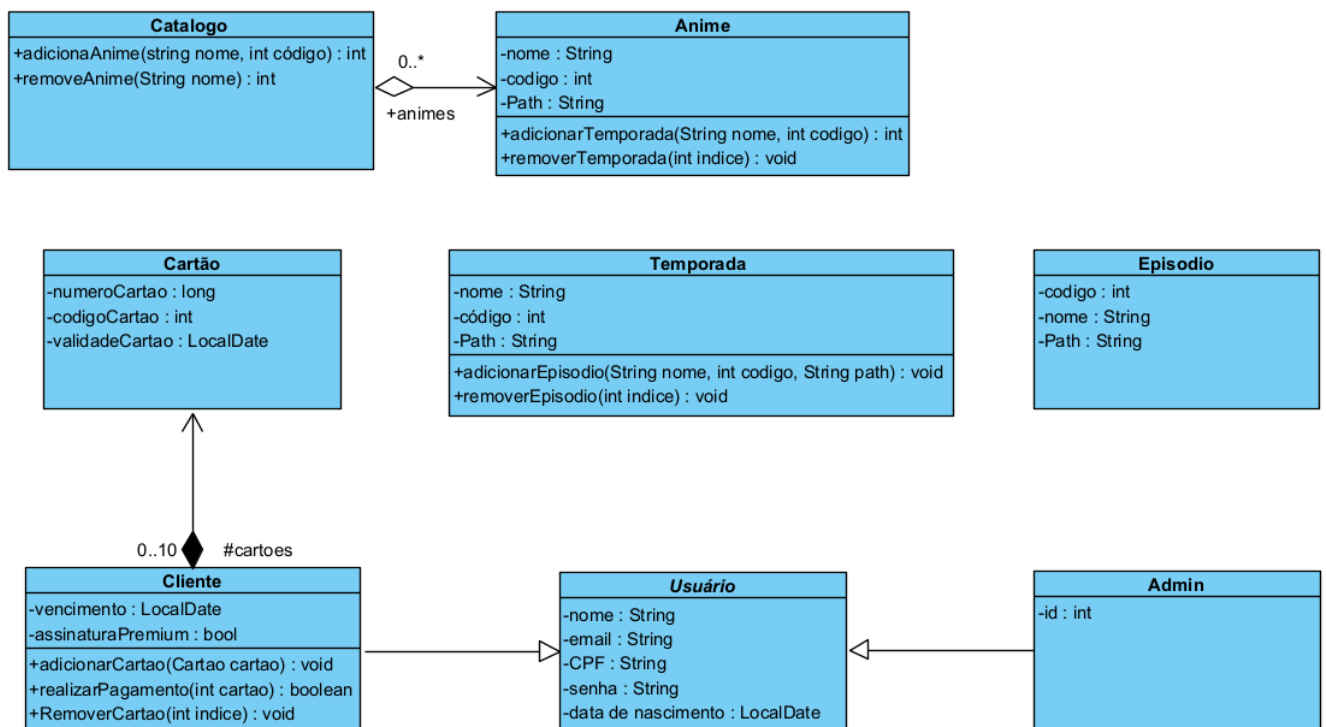 Catalogo
+adicionaAnime(string nome, int código) : int
+removeAnime(String nome) : int
0..*
+animes
Anime
-nome : String
-codigo : int
-Path : String
+adicionarTemporada(String nome, int codigo) : int
+removerTemporada(int indice) : void
Cartão
-numeroCartao : long
-codigoCartao : int
-validadeCartao : LocalDate
Temporada
-nome : String
-código : int
-Path : String
+adicionarEpisodio(String nome, int codigo, String path) : void
+removerEpisodio(int indice) : void
Episodio
-codigo : int
-nome : String
-Path : String
0..10
#cartoes
Cliente
-vencimento : LocalDate
-assinaturaPremium : bool
+adicionarCartao(Cartao cartao) : void
+realizarPagamento(int cartao) : boolean
+RemoverCartao(int indice) : void
Usuário
-nome : String
-email : String
-CPF : String
-senha : String
-data de nascimento : LocalDate
Admin
-id : int